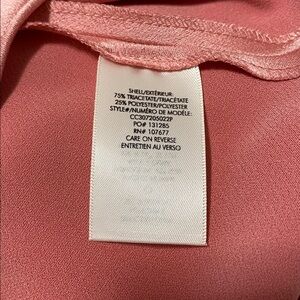 SHELL/EXTÉRIEUR:
75% TRIACETATE/TRIACÉTATE
25% POLYESTER/POLYESTER
STYLE#/NUMÉRO DE MODÈLE:
CC307205022P
PO# 131285
RN# 107677
CARE ON REVERSE
ENTRETIEN AU VERSO